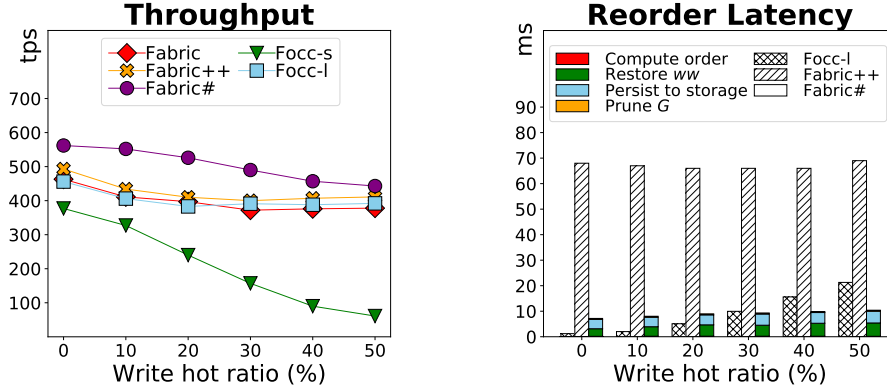 Throughput
tps
Fabric
Fabric++
Fabric#
Focc-s
Focc-l
700
600
500
400
300
200
100
0 10 20 30 40 50
Write hot ratio (%)
Reorder Latency
ms
Compute order
Restore ww
Persist to storage
Prune G
Focc-l
Fabric++
Fabric#
90
80
70
60
50
40
30
20
10
0
0 10 20 30 40 50
Write hot ratio (%)